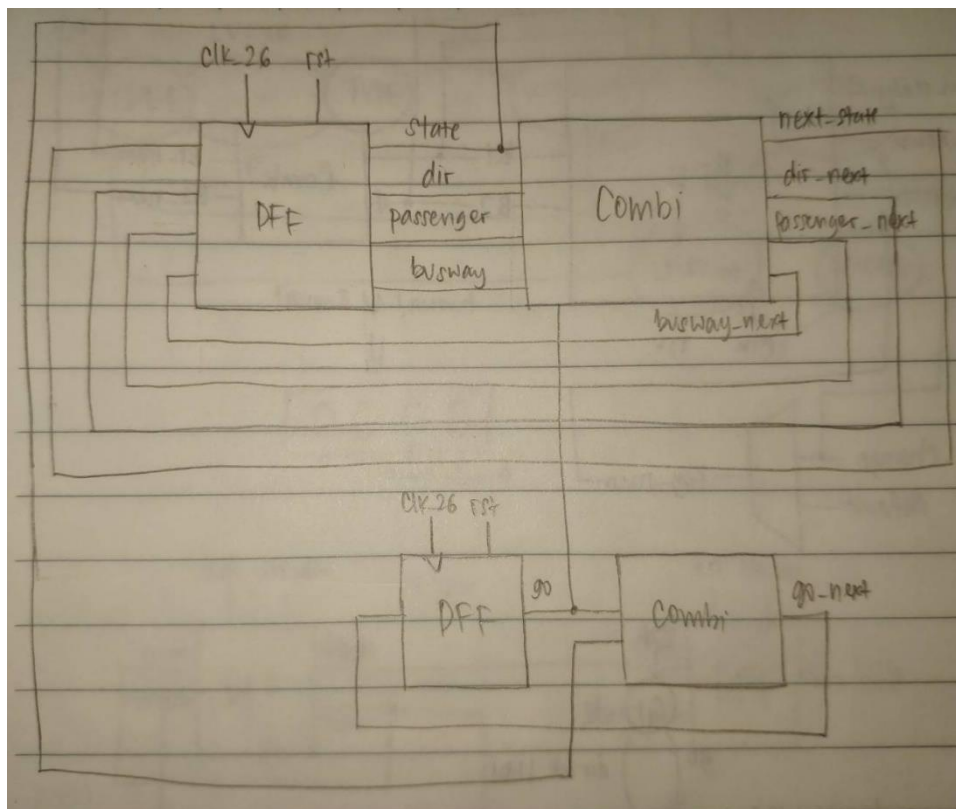 clk_26 rst
state
next_state
dir
dir_next
DFF
passenger
Combi
passenger_next
busway
busway_next
clk_26 rst
go
go_next
DFF
Combi